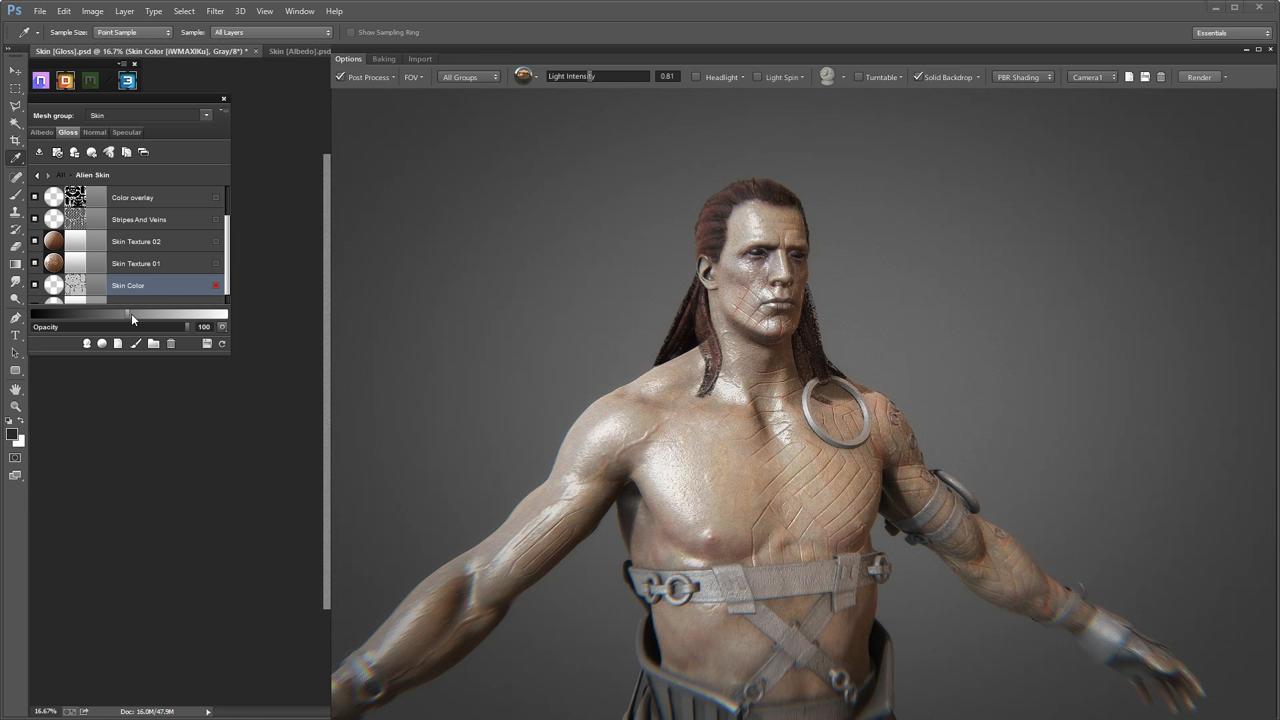 Ps File Edit Image Layer Type Select Filter 3D View Window Help
Sample Size: Point Sample Sample: All Layers Show Sampling Ring Essentials
Skin [Gloss].psd @ 16.7% (Skin Color [iWMAXIKu], Gray/8*) * × Skin [Albedo].psd
Options Baking Import
Post Process FOV All Groups Light Intensity 0.81 Headlight Light Spin Turntable Solid Backdrop PBR Shading Camera1 Render
Mesh group: Skin
Albedo Gloss Normal Specular
All Alien Skin
Color overlay
Stripes And Veins
Skin Texture 02
Skin Texture 01
Skin Color
Opacity 100
16.67% Doc: 16.0M/47.9M